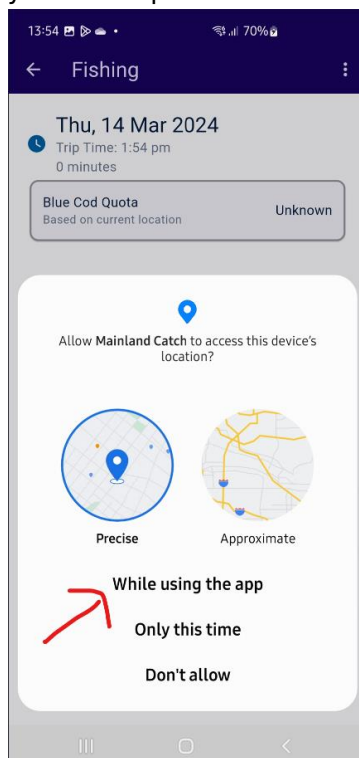 13:54 70%
Fishing
Thu, 14 Mar 2024
Trip Time: 1:54 pm
0 minutes
Blue Cod Quota
Based on current location
Unknown
Allow Mainland Catch to access this device's
location?
Precise
Approximate
While using the app
Only this time
Don't allow